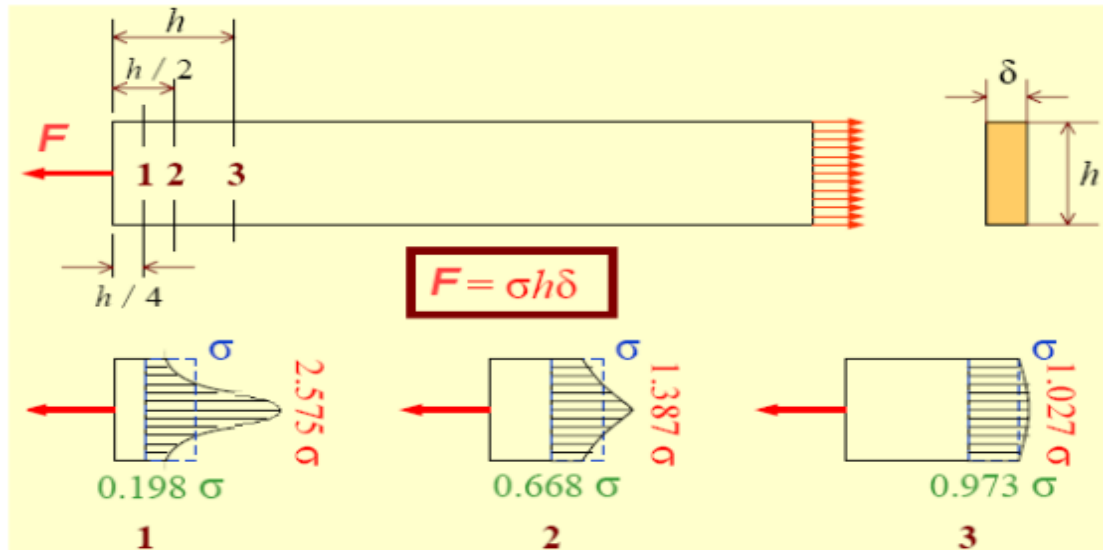 h
h / 2
δ
F
1 2 3
h
h / 4
F = σhδ
σ
2.575 σ
0.198 σ
1
σ
1.387 σ
0.668 σ
2
σ
1.027 σ
0.973 σ
3